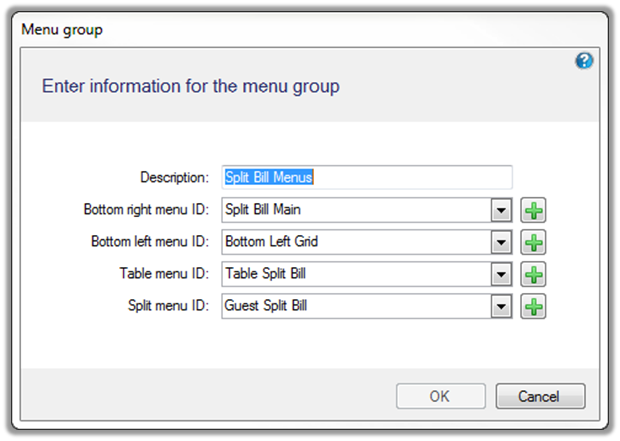 Menu group
?
Enter information for the menu group
Description: Split Bill Menus
Bottom right menu ID: Split Bill Main
Bottom left menu ID: Bottom Left Grid
Table menu ID: Table Split Bill
Split menu ID: Guest Split Bill
OK Cancel